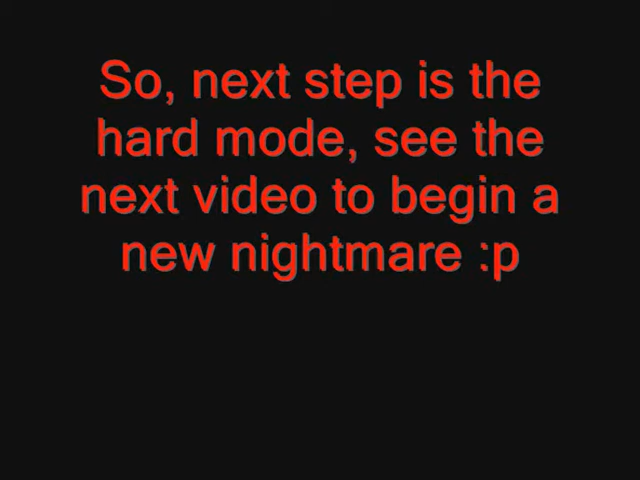 So, next step is the
hard mode, see the
next video to begin a
new nightmare :p